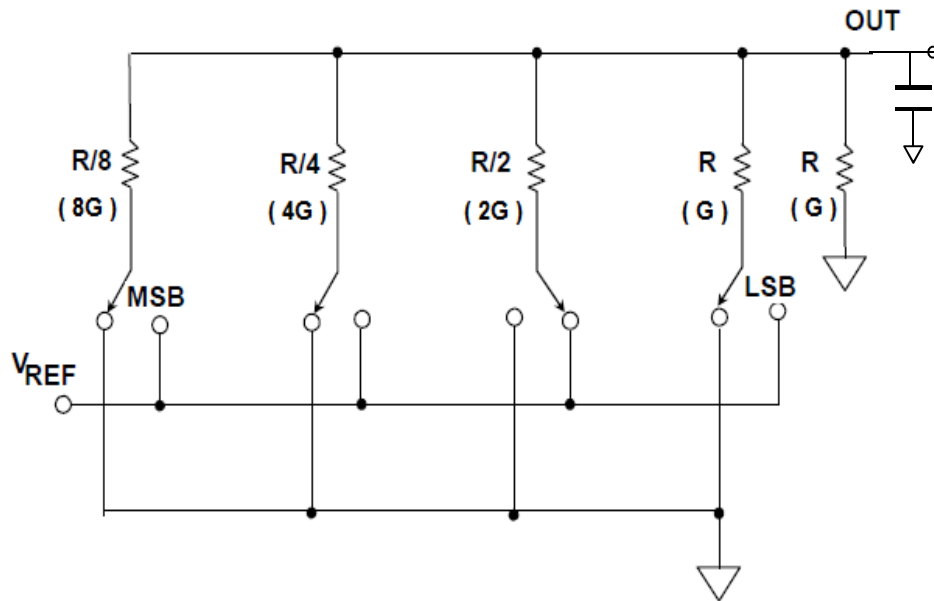 OUT
R/8
( 8G )
R/4
( 4G )
R/2
( 2G )
R
( G )
R
( G )
MSB
LSB
VREF